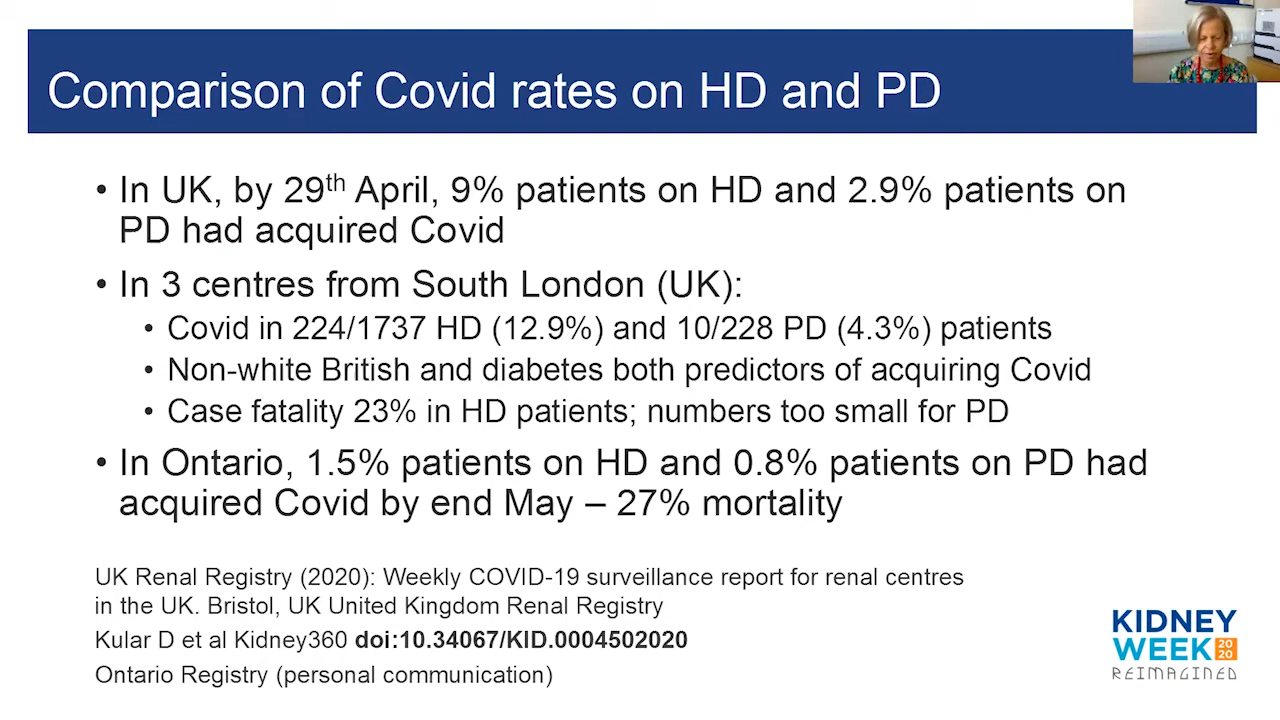 Comparison of Covid rates on HD and PD
• In UK, by 29th April, 9% patients on HD and 2.9% patients on
PD had acquired Covid
• In 3 centres from South London (UK):
• Covid in 224/1737 HD (12.9%) and 10/228 PD (4.3%) patients
• Non-white British and diabetes both predictors of acquiring Covid
• Case fatality 23% in HD patients; numbers too small for PD
• In Ontario, 1.5% patients on HD and 0.8% patients on PD had
acquired Covid by end May – 27% mortality
UK Renal Registry (2020): Weekly COVID-19 surveillance report for renal centres
in the UK. Bristol, UK United Kingdom Renal Registry
Kular D et al Kidney360 doi:10.34067/KID.0004502020
Ontario Registry (personal communication)
KIDNEY
WEEK 2020
REIMAGINED